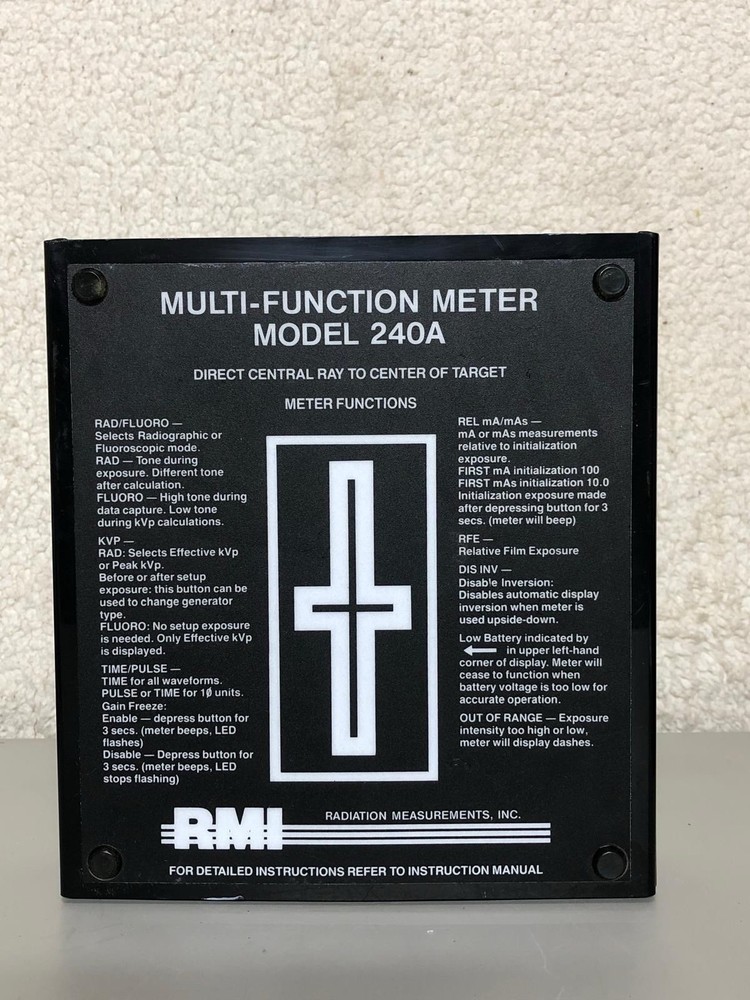 MULTI-FUNCTION METER
MODEL 240A
DIRECT CENTRAL RAY TO CENTER OF TARGET
METER FUNCTIONS
RAD/FLUORO —
Selects Radiographic or
Fluoroscopic mode.
RAD — Tone during
exposure. Different tone
after calculation.
FLUORO — High tone during
data capture. Low tone
during kVp calculations.
KVP —
RAD: Selects Effective kVp
or Peak kVp.
Before or after setup
exposure: this button can be
used to change generator
type.
FLUORO: No setup exposure
is needed. Only Effective kVp
is displayed.
TIME/PULSE —
TIME for all waveforms.
PULSE or TIME for 1ϕ units.
Gain Freeze:
Enable — depress button for
3 secs. (meter beeps, LED
flashes)
Disable — Depress button for
3 secs. (meter beeps, LED
stops flashing)
REL mA/mAs —
mA or mAs measurements
relative to initialization
exposure.
FIRST mA initialization 100
FIRST mAs initialization 10.0
Initialization exposure made
after depressing button for 3
secs. (meter will beep)
RFE —
Relative Film Exposure
DIS INV —
Disable Inversion:
Disables automatic display
inversion when meter is
used upside-down.
Low Battery indicated by
← in upper left-hand
corner of display. Meter will
cease to function when
battery voltage is too low for
accurate operation.
OUT OF RANGE — Exposure
intensity too high or low,
meter will display dashes.
RMI RADIATION MEASUREMENTS, INC.
FOR DETAILED INSTRUCTIONS REFER TO INSTRUCTION MANUAL